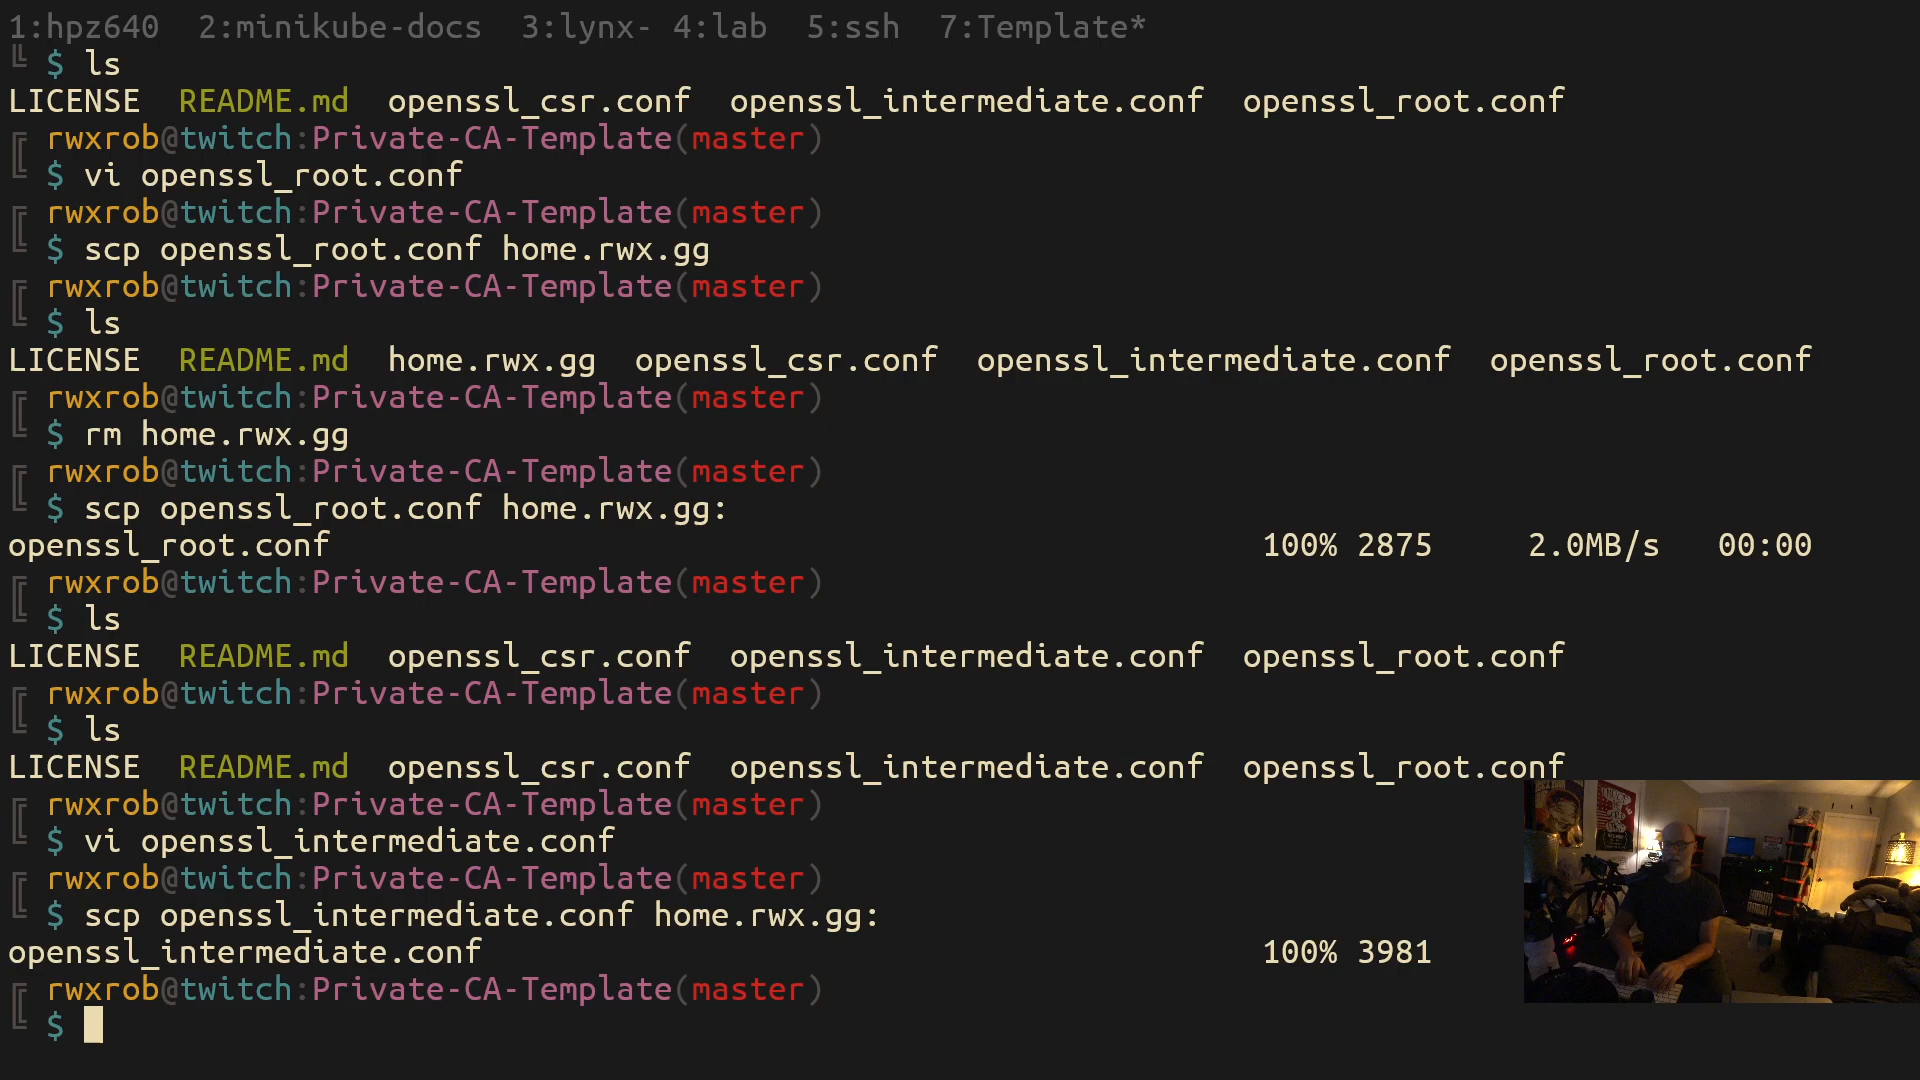 1:hpz640  2:minikube-docs  3:lynx- 4:lab  5:ssh  7:Template*
╚ $ ls
LICENSE  README.md  openssl_csr.conf  openssl_intermediate.conf  openssl_root.conf
╔ rwxrob@twitch:Private-CA-Template(master)
╚ $ vi openssl_root.conf
╔ rwxrob@twitch:Private-CA-Template(master)
╚ $ scp openssl_root.conf home.rwx.gg
╔ rwxrob@twitch:Private-CA-Template(master)
╚ $ ls
LICENSE  README.md  home.rwx.gg  openssl_csr.conf  openssl_intermediate.conf  openssl_root.conf
╔ rwxrob@twitch:Private-CA-Template(master)
╚ $ rm home.rwx.gg
╔ rwxrob@twitch:Private-CA-Template(master)
╚ $ scp openssl_root.conf home.rwx.gg:
openssl_root.conf    100% 2875    2.0MB/s    00:00
╔ rwxrob@twitch:Private-CA-Template(master)
╚ $ ls
LICENSE  README.md  openssl_csr.conf  openssl_intermediate.conf  openssl_root.conf
╔ rwxrob@twitch:Private-CA-Template(master)
╚ $ ls
LICENSE  README.md  openssl_csr.conf  openssl_intermediate.conf  openssl_root.conf
╔ rwxrob@twitch:Private-CA-Template(master)
╚ $ vi openssl_intermediate.conf
╔ rwxrob@twitch:Private-CA-Template(master)
╚ $ scp openssl_intermediate.conf home.rwx.gg:
openssl_intermediate.conf    100% 3981
╔ rwxrob@twitch:Private-CA-Template(master)
╚ $